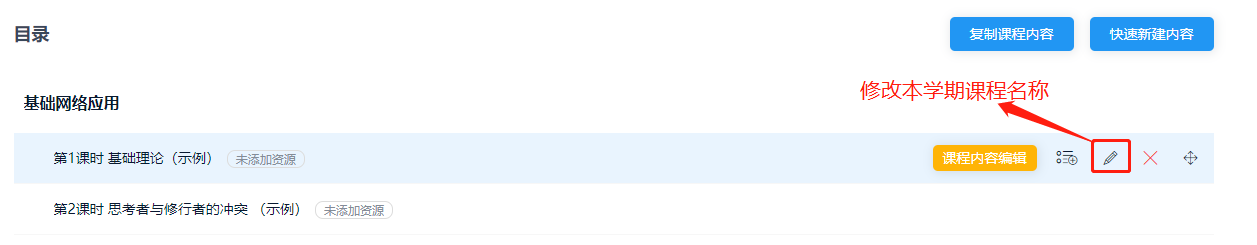 目录
复制课程内容
快速新建内容
修改本学期课程名称
基础网络应用
第1课时 基础理论（示例） 未添加资源
课程内容编辑
第2课时 思考者与修行者的冲突 （示例） 未添加资源